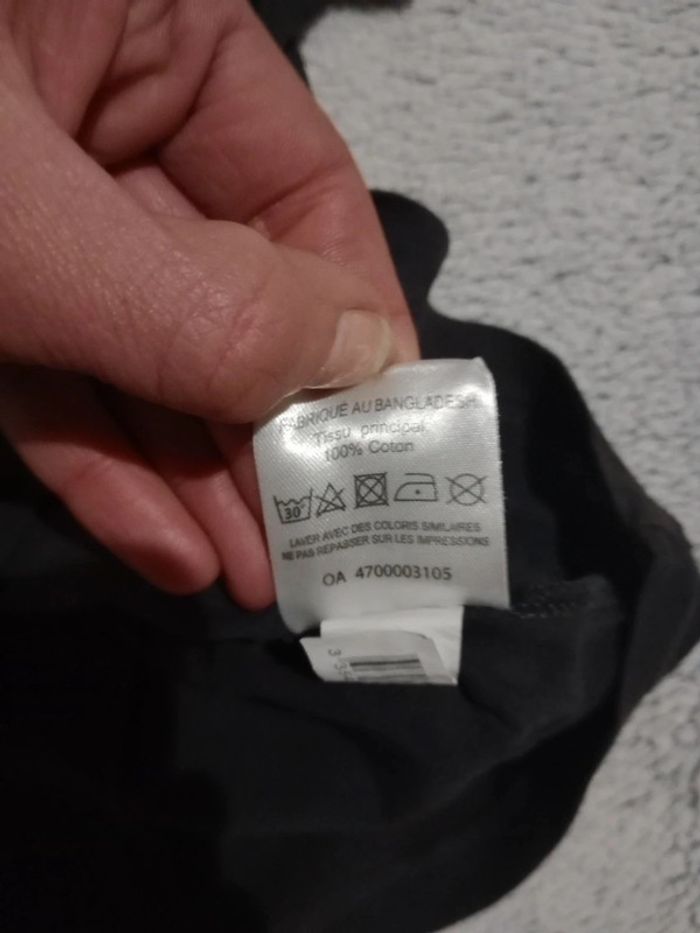 FABRIQUE AU BANGLADESH
Tissu principal
100% Coton
30°
LAVER AVEC DES COLORIS SIMILAIRES
NE PAS REPASSER SUR LES IMPRESSIONS
OA 4700003105